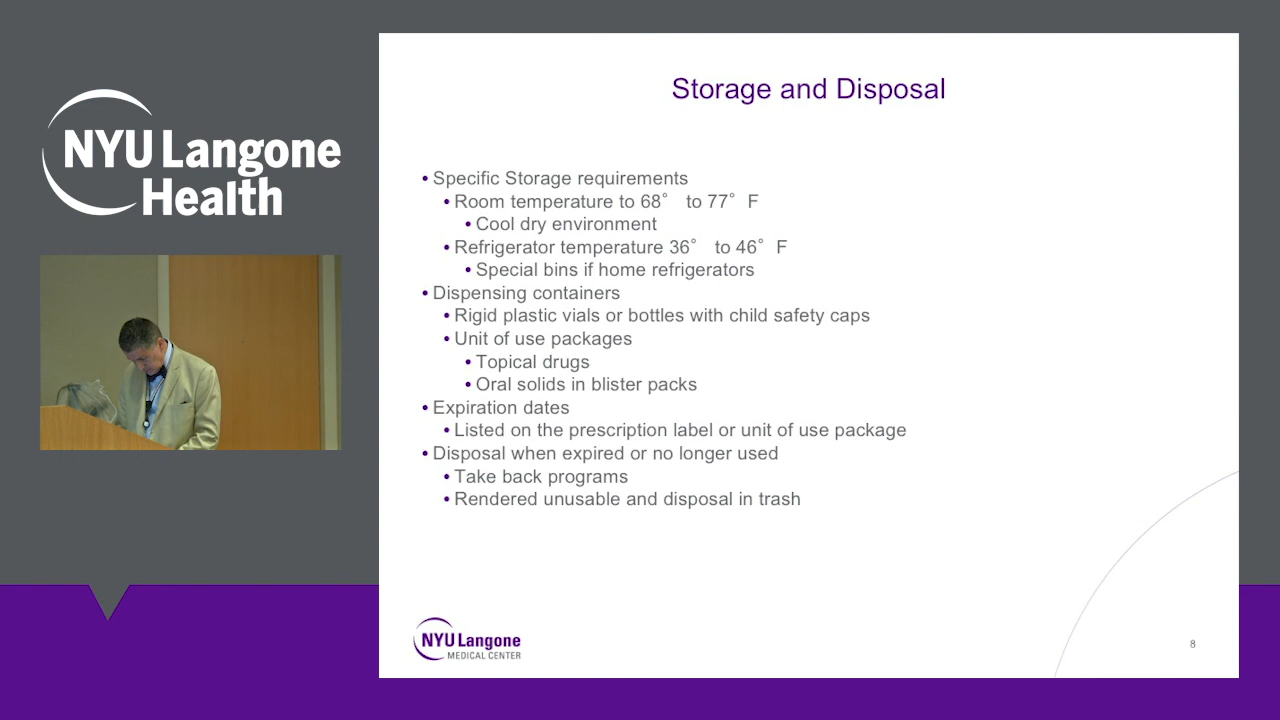 NYU Langone
Health
Storage and Disposal
• Specific Storage requirements
• Room temperature to 68° to 77° F
• Cool dry environment
• Refrigerator temperature 36° to 46° F
• Special bins if home refrigerators
• Dispensing containers
• Rigid plastic vials or bottles with child safety caps
• Unit of use packages
• Topical drugs
• Oral solids in blister packs
• Expiration dates
• Listed on the prescription label or unit of use package
• Disposal when expired or no longer used
• Take back programs
• Rendered unusable and disposal in trash
NYU Langone
MEDICAL CENTER
8